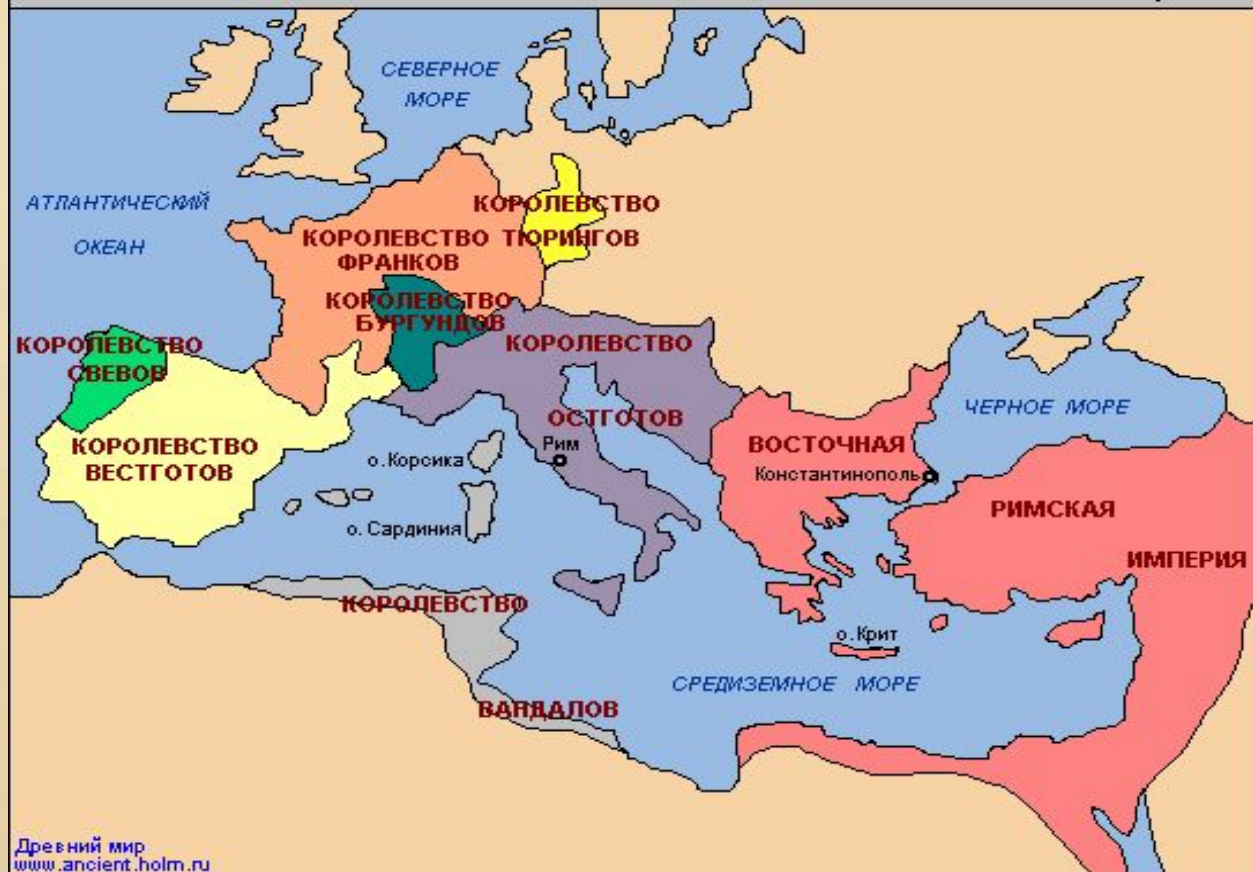 СЕВЕРНОЕ
МОРЕ
АТЛАНТИЧЕСКИЙ
ОКЕАН
КОРОЛЕВСТВО
ТЮРИНГОВ
КОРОЛЕВСТВО
ФРАНКОВ
КОРОЛЕВСТВО
БУРГУНДОВ
КОРОЛЕВСТВО
СВЕВОВ
КОРОЛЕВСТВО
ОСТГОТОВ
КОРОЛЕВСТВО
ВЕСТГОТОВ
Рим
о.Корсика
о.Сардиния
ЧЕРНОЕ МОРЕ
ВОСТОЧНАЯ
Константинополь
РИМСКАЯ
ИМПЕРИЯ
КОРОЛЕВСТВО
ВАНДАЛОВ
о.Крит
СРЕДИЗЕМНОЕ МОРЕ
Древний мир
www.ancient.holm.ru